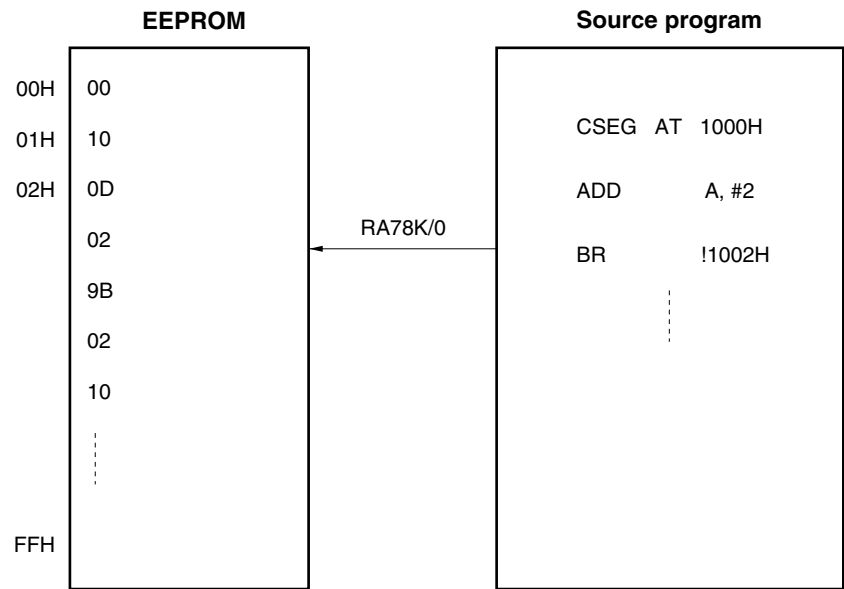 EEPROM
Source program
00H 00
01H 10
02H 0D
02
9B
02
10
FFH
RA78K/0
CSEG AT 1000H
ADD A, #2
BR !1002H